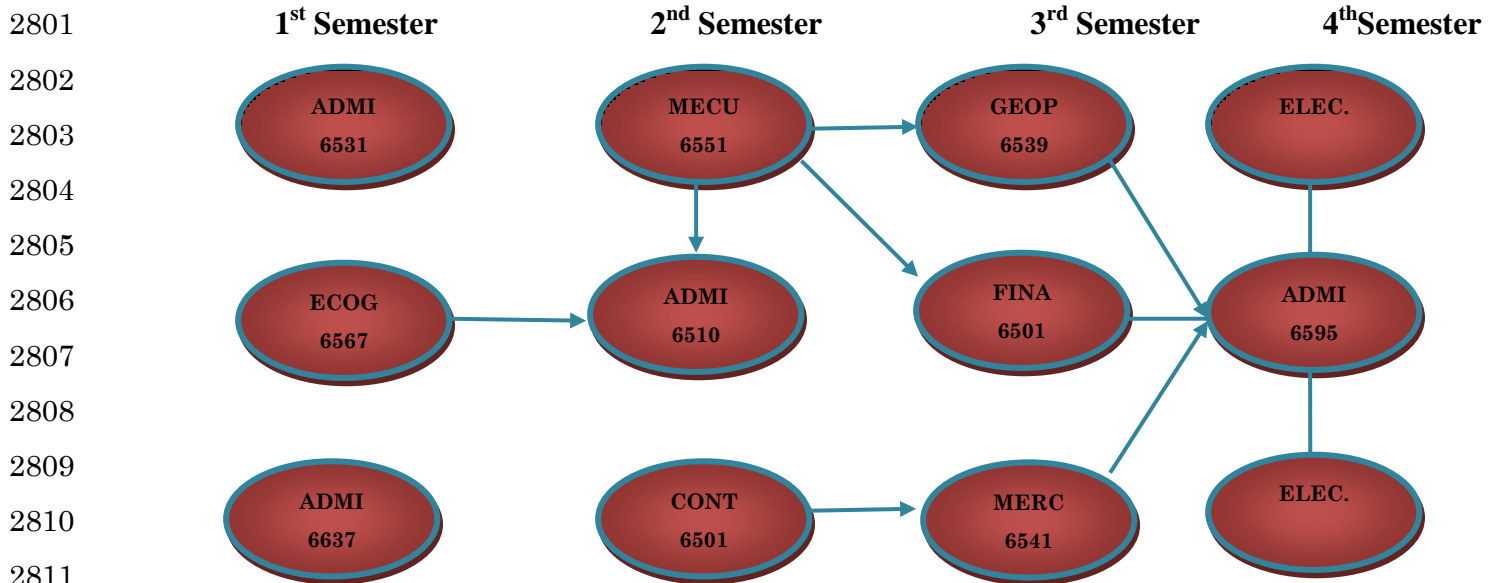 2801 1st Semester 2nd Semester 3rd Semester 4thSemester
2802
ADMI MECU GEOP ELEC.
2803
6531 6551 6539
2804
2805
ECOG ADMI FINA ADMI
2806
6567 6510 6501 6595
2807
2808
2809
ADMI CONT MERC ELEC.
2810
6637 6501 6541
2811